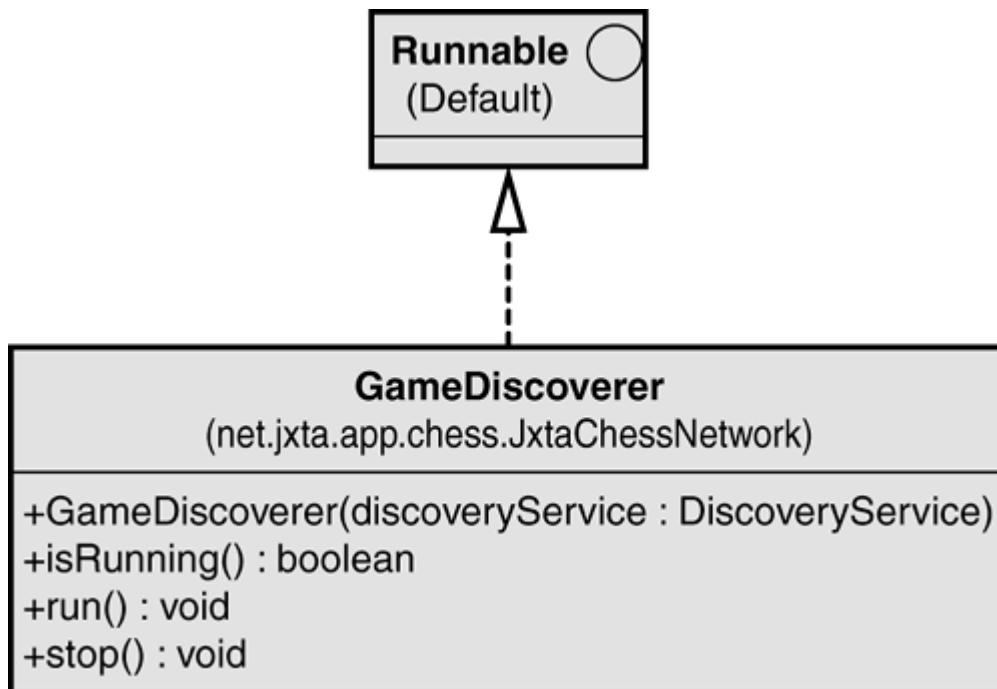 Runnable
(Default)
GameDiscoverer
(net.jxta.app.chess.JxtaChessNetwork)
+GameDiscoverer(discoveryService : DiscoveryService)
+isRunning() : boolean
+run() : void
+stop() : void